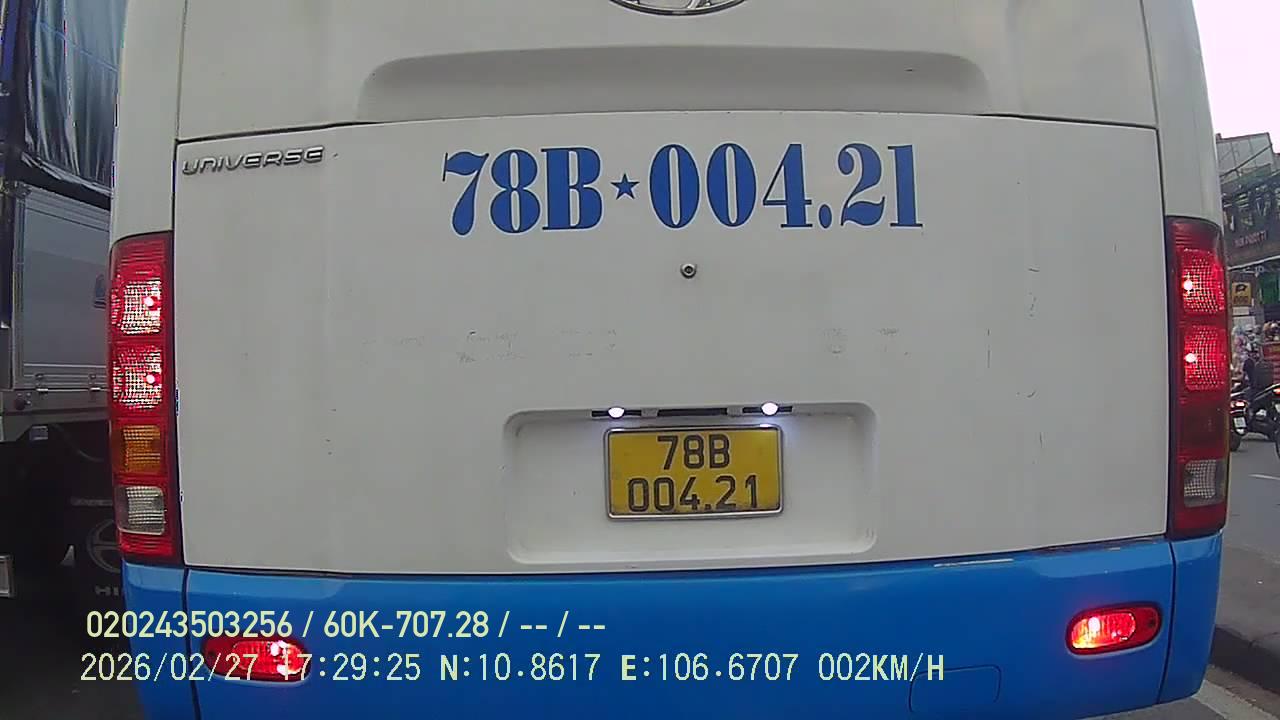 UNIVERSE
78B★004.21
78B
004.21
020243503256 / 60K-707.28 / -- / --
2026/02/27 17:29:25 N:10.8617 E:106.6707 002KM/H